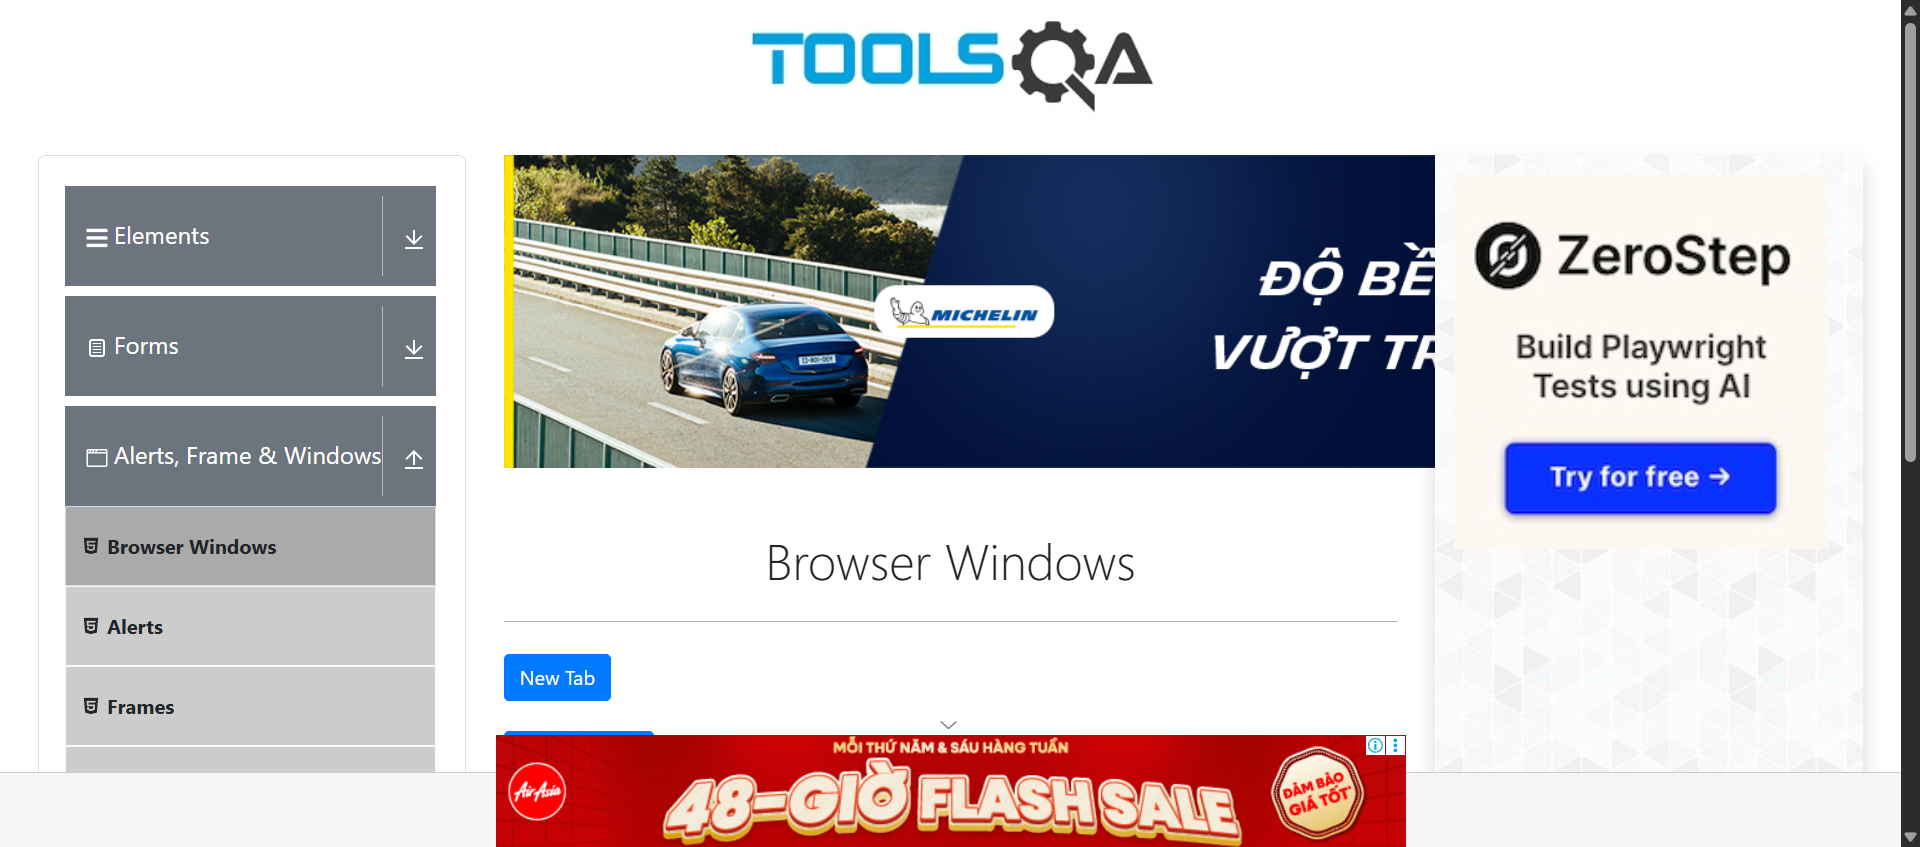 TOOLSQA
Elements
Forms
Alerts, Frame & Windows
Browser Windows
Alerts
Frames
MICHELIN
ĐỘ BỀ
VƯỢT TR
Browser Windows
New Tab
ZeroStep
Build Playwright
Tests using AI
Try for free →
MỖI THỨ NĂM & SÁU HÀNG TUẦN
AirAsia
48-GIỜ FLASH SALE
ĐẢM BẢO
GIÁ TỐT*